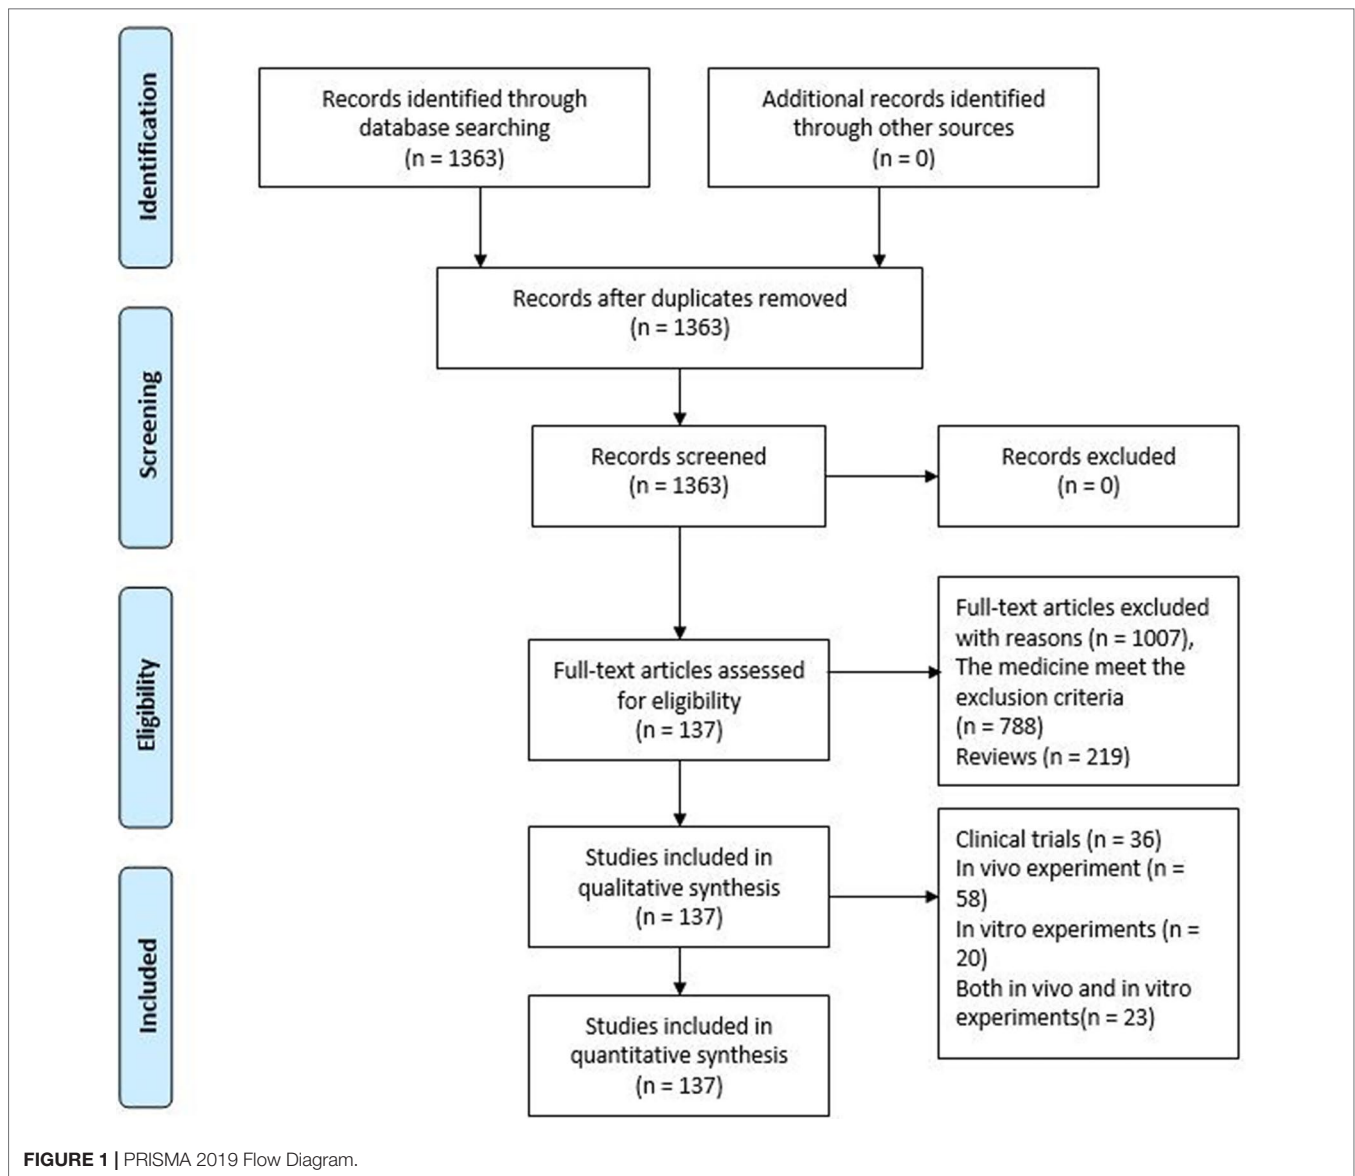 Identification
Records identified through
database searching
(n = 1363)
Additional records identified
through other sources
(n = 0)
Records after duplicates removed
(n = 1363)
Screening
Records screened
(n = 1363)
Records excluded
(n = 0)
Eligibility
Full-text articles assessed
for eligibility
(n = 137)
Full-text articles excluded
with reasons (n = 1007),
The medicine meet the
exclusion criteria
(n = 788)
Reviews (n = 219)
Included
Studies included in
qualitative synthesis
(n = 137)
Clinical trials (n = 36)
In vivo experiment (n =
58)
In vitro experiments (n =
20)
Both in vivo and in vitro
experiments(n = 23)
Studies included in
quantitative synthesis
(n = 137)
FIGURE 1 | PRISMA 2019 Flow Diagram.